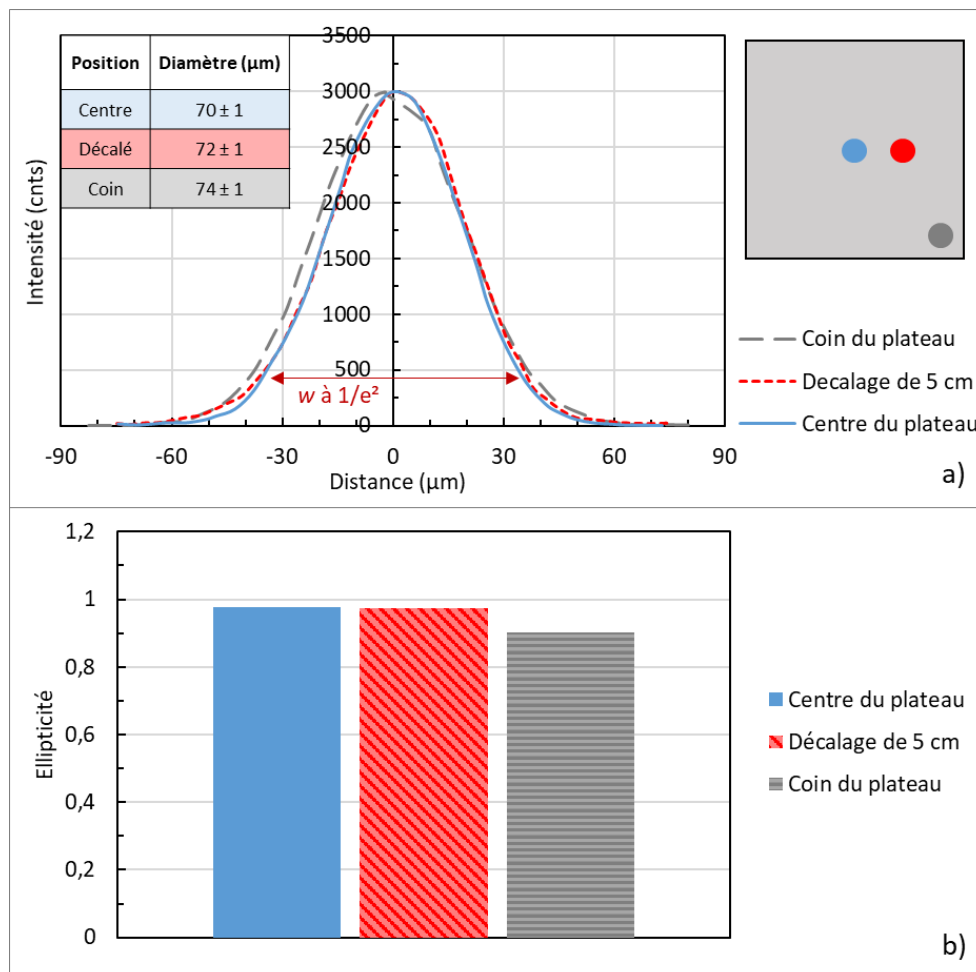 Position Diamètre (µm)
Centre 70 ± 1
Décalé 72 ± 1
Coin 74 ± 1
Intensité (cnts)
3500
3000
2500
2000
1500
1000
500
0
w à 1/e²
-90 -60 -30 0 30 60 90
Distance (µm)
Coin du plateau
Decalage de 5 cm
Centre du plateau
a)
Ellipticité
1,2
1
0,8
0,6
0,4
0,2
0
Centre du plateau
Décalage de 5 cm
Coin du plateau
b)